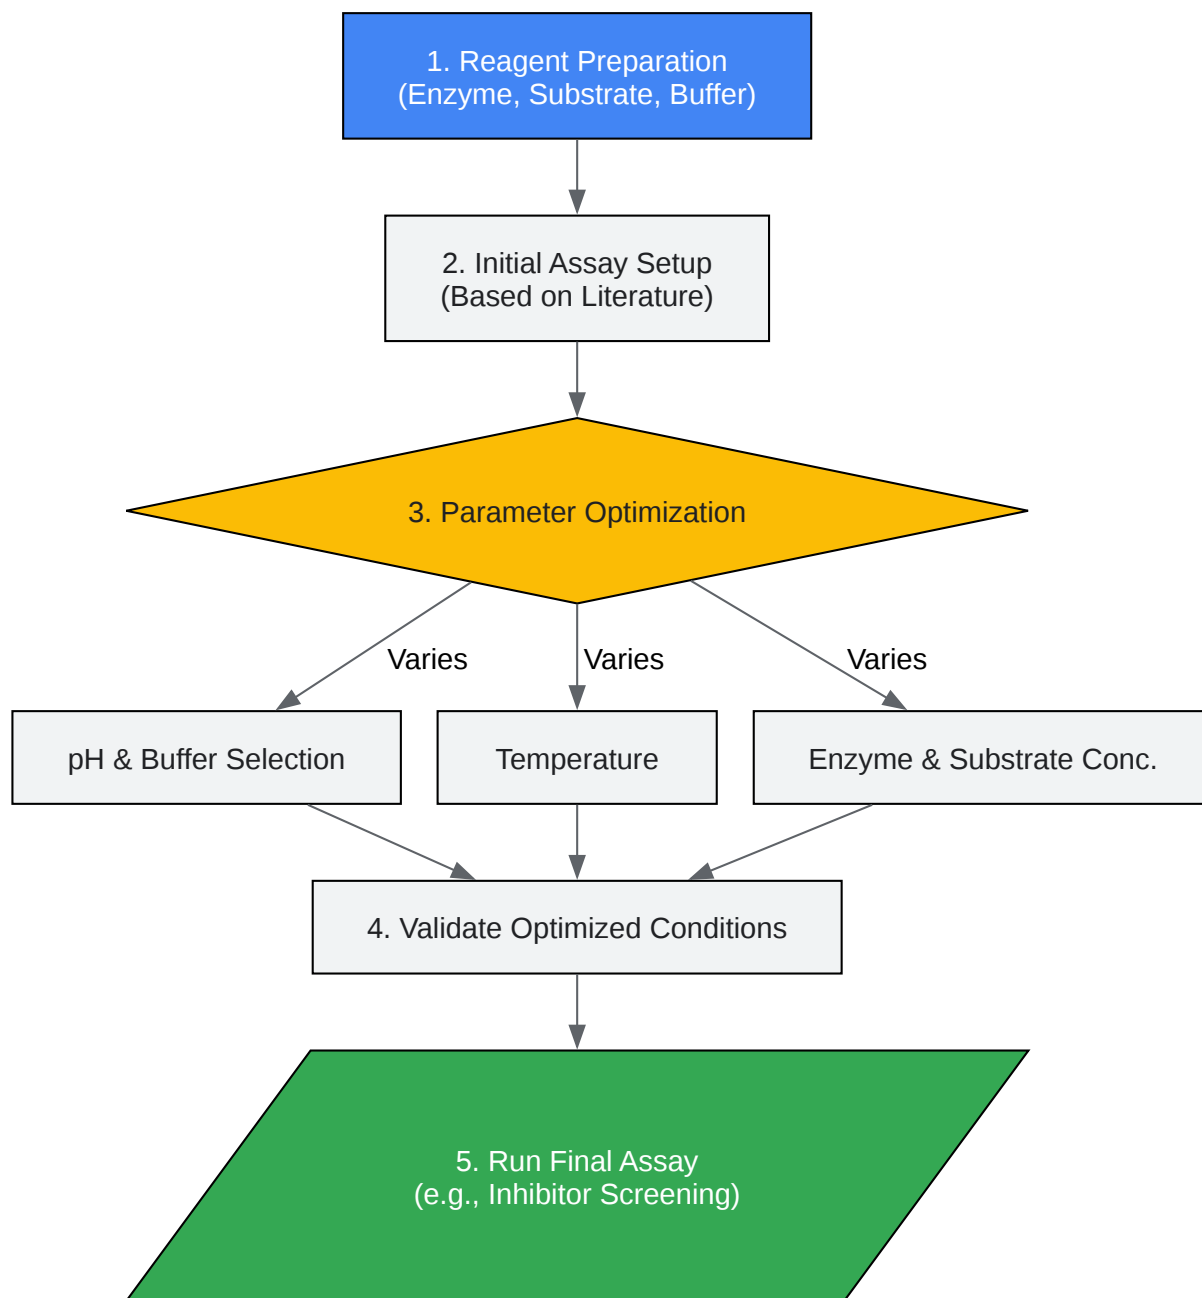 1. Reagent Preparation
(Enzyme, Substrate, Buffer)
2. Initial Assay Setup
(Based on Literature)
3. Parameter Optimization
Varies
Varies
Varies
pH & Buffer Selection
Temperature
Enzyme & Substrate Conc.
4. Validate Optimized Conditions
5. Run Final Assay
(e.g., Inhibitor Screening)